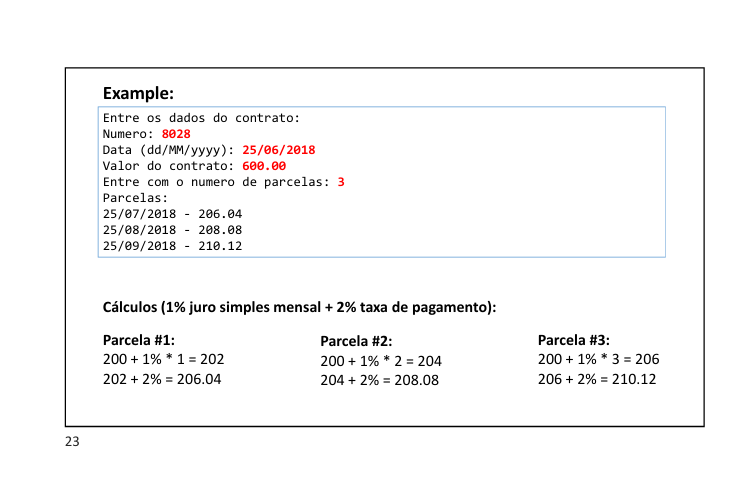 Example:
Entre os dados do contrato:
Numero: 8028
Data (dd/MM/yyyy): 25/06/2018
Valor do contrato: 600.00
Entre com o numero de parcelas: 3
Parcelas:
25/07/2018 - 206.04
25/08/2018 - 208.08
25/09/2018 - 210.12
Cálculos (1% juro simples mensal + 2% taxa de pagamento):
Parcela #1:
200 + 1% * 1 = 202
202 + 2% = 206.04
Parcela #2:
200 + 1% * 2 = 204
204 + 2% = 208.08
Parcela #3:
200 + 1% * 3 = 206
206 + 2% = 210.12
23